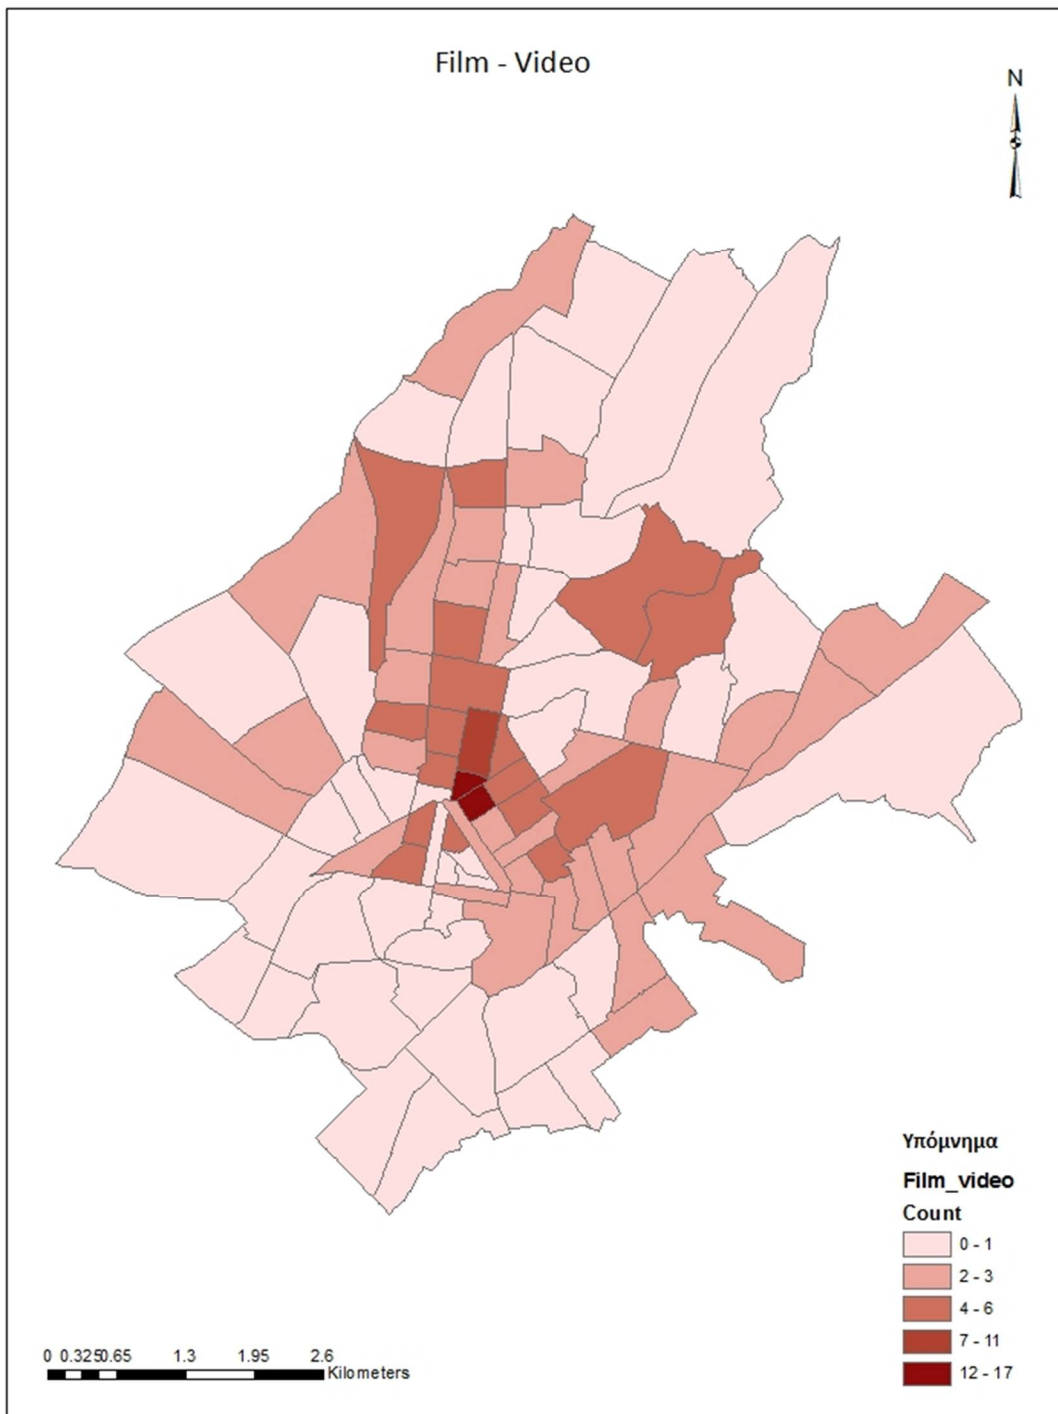 Film - Video
N
Υπόμνημα
Film_video
Count
0 - 1
2 - 3
4 - 6
7 - 11
12 - 17
0 0.3250.65 1.3 1.95 2.6
Kilometers